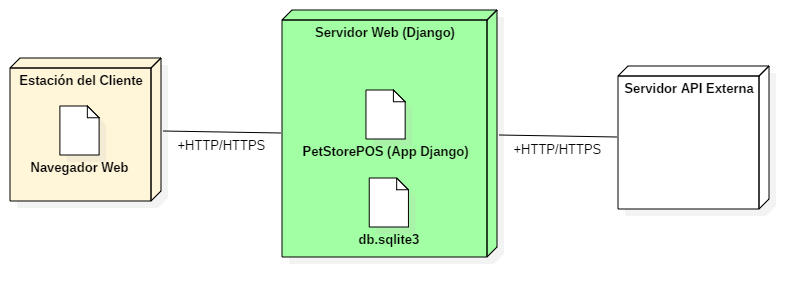 Estación del Cliente
Navegador Web
+HTTP/HTTPS
Servidor Web (Django)
PetStorePOS (App Django)
db.sqlite3
+HTTP/HTTPS
Servidor API Externa